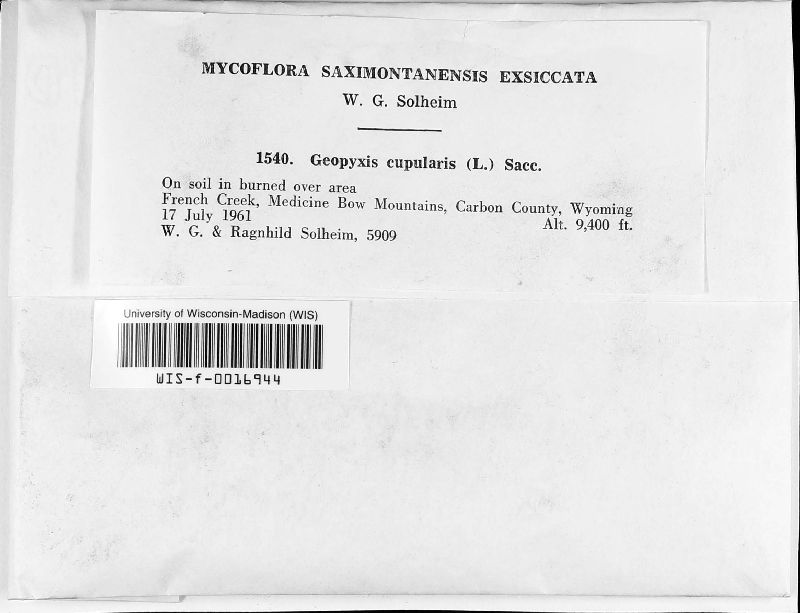 MYCOFLORA SAXIMONTANENSIS EXSICCATA
W. G. Solheim
1540. Geopyxis cupularis (L.) Sacc.
On soil in burned over area
French Creek, Medicine Bow Mountains, Carbon County, Wyoming
17 July 1961 Alt. 9,400 ft.
W. G. & Ragnhild Solheim, 5909
University of Wisconsin-Madison (WIS)
WIS-f-0016944